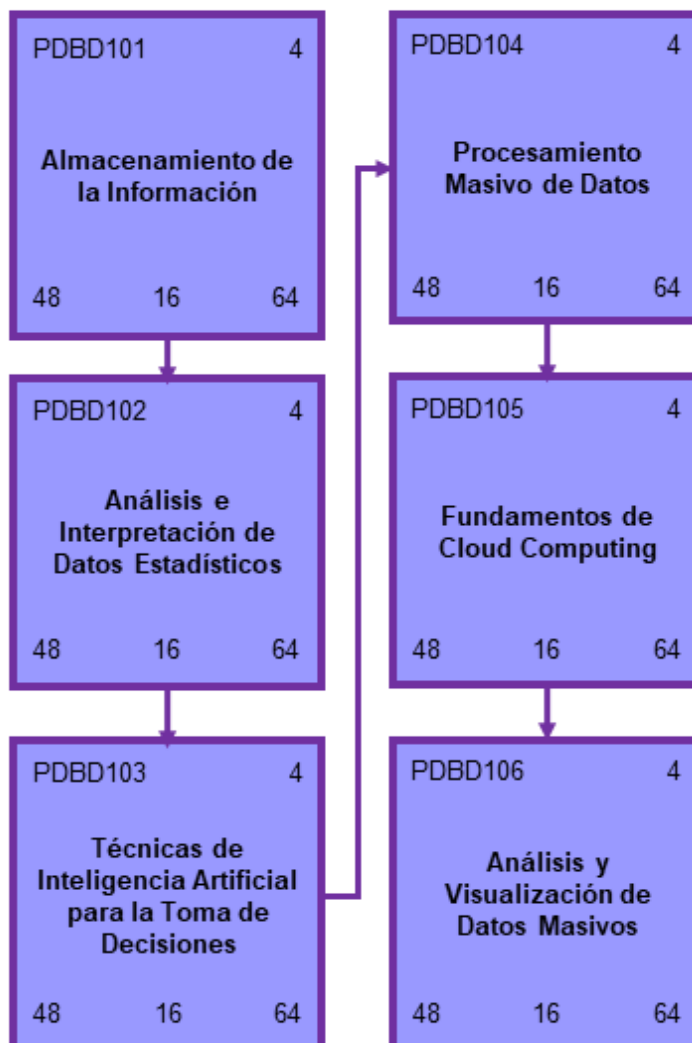 PDBD101 4
Almacenamiento de
la Información
48 16 64
PDBD102 4
Análisis e
Interpretación de
Datos Estadísticos
48 16 64
PDBD103 4
Técnicas de
Inteligencia Artificial
para la Toma de
Decisiones
48 16 64
PDBD104 4
Procesamiento
Masivo de Datos
48 16 64
PDBD105 4
Fundamentos de
Cloud Computing
48 16 64
PDBD106 4
Análisis y
Visualización de
Datos Masivos
48 16 64